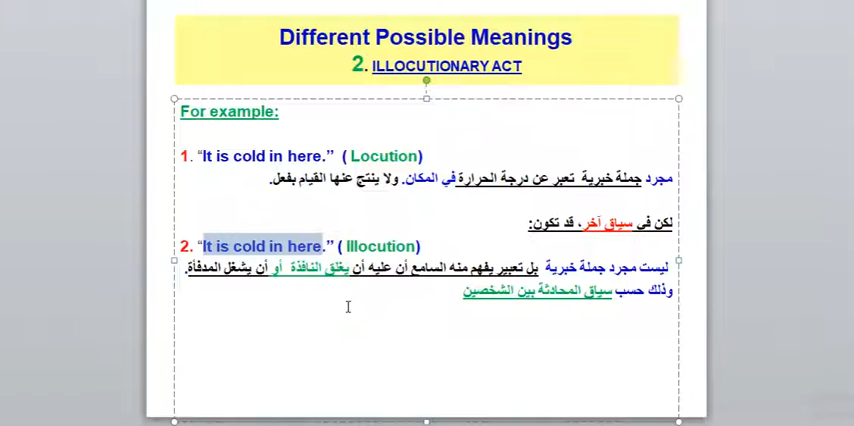 Different Possible Meanings
2. ILLOCUTIONARY ACT
For example:
1. “It is cold in here.” ( Locution)
مجرد جملة خبرية تعبر عن درجة الحرارة في المكان. ولا ينتج عنها القيام بفعل.
لكن في سياق آخر، قد تكون:
2. “It is cold in here.” ( Illocution)
ليست مجرد جملة خبرية بل تعبير يفهم منه السامع أن عليه أن يغلق النافذة أو أن يشغل المدفأة.
وذلك حسب سياق المحادثة بين الشخصين